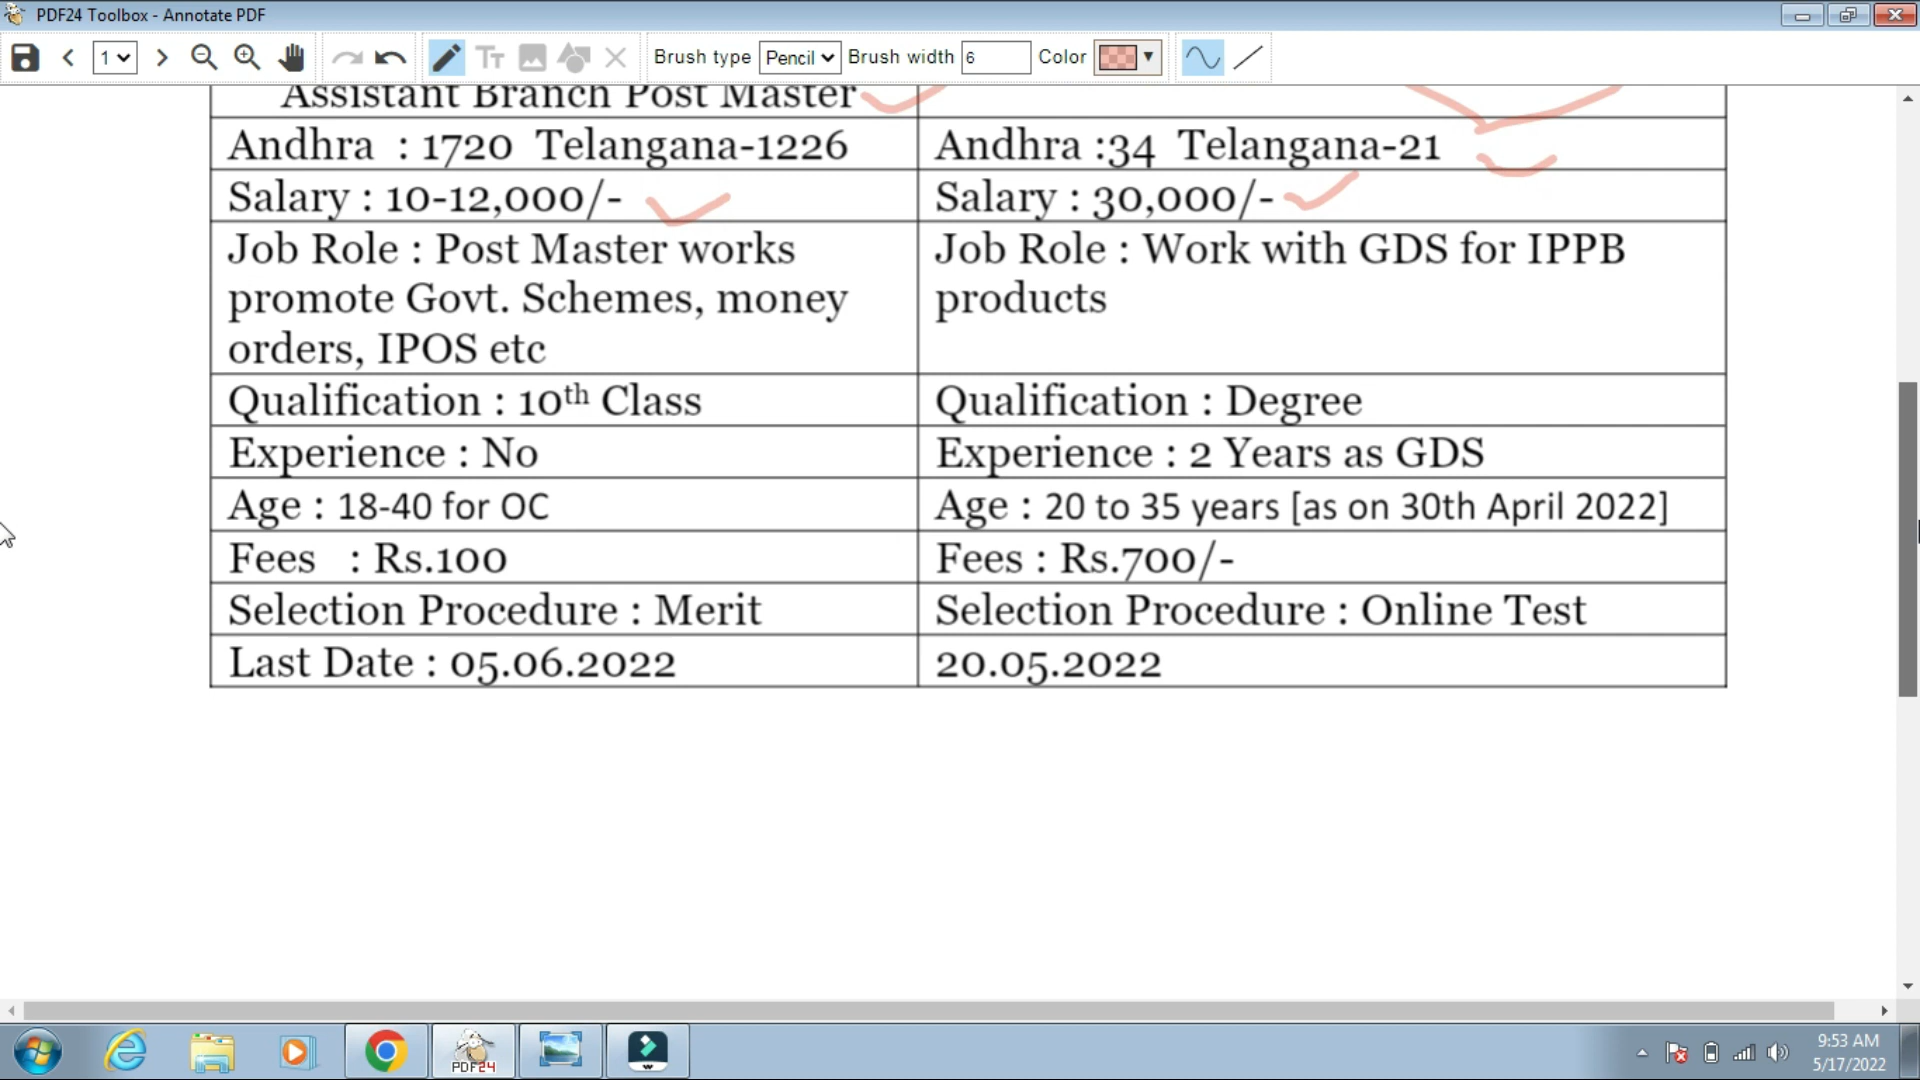 PDF24 Toolbox - Annotate PDF
1
Brush type Pencil Brush width 6 Color
Assistant Branch Post Master
Andhra : 1720 Telangana-1226
Andhra :34 Telangana-21
Salary : 10-12,000/-
Salary : 30,000/-
Job Role : Post Master works
promote Govt. Schemes, money
orders, IPOS etc
Job Role : Work with GDS for IPPB
products
Qualification : 10th Class
Qualification : Degree
Experience : No
Experience : 2 Years as GDS
Age : 18-40 for OC
Age : 20 to 35 years [as on 30th April 2022]
Fees : Rs.100
Fees : Rs.700/-
Selection Procedure : Merit
Selection Procedure : Online Test
Last Date : 05.06.2022
20.05.2022
PDF24
9:53 AM
5/17/2022